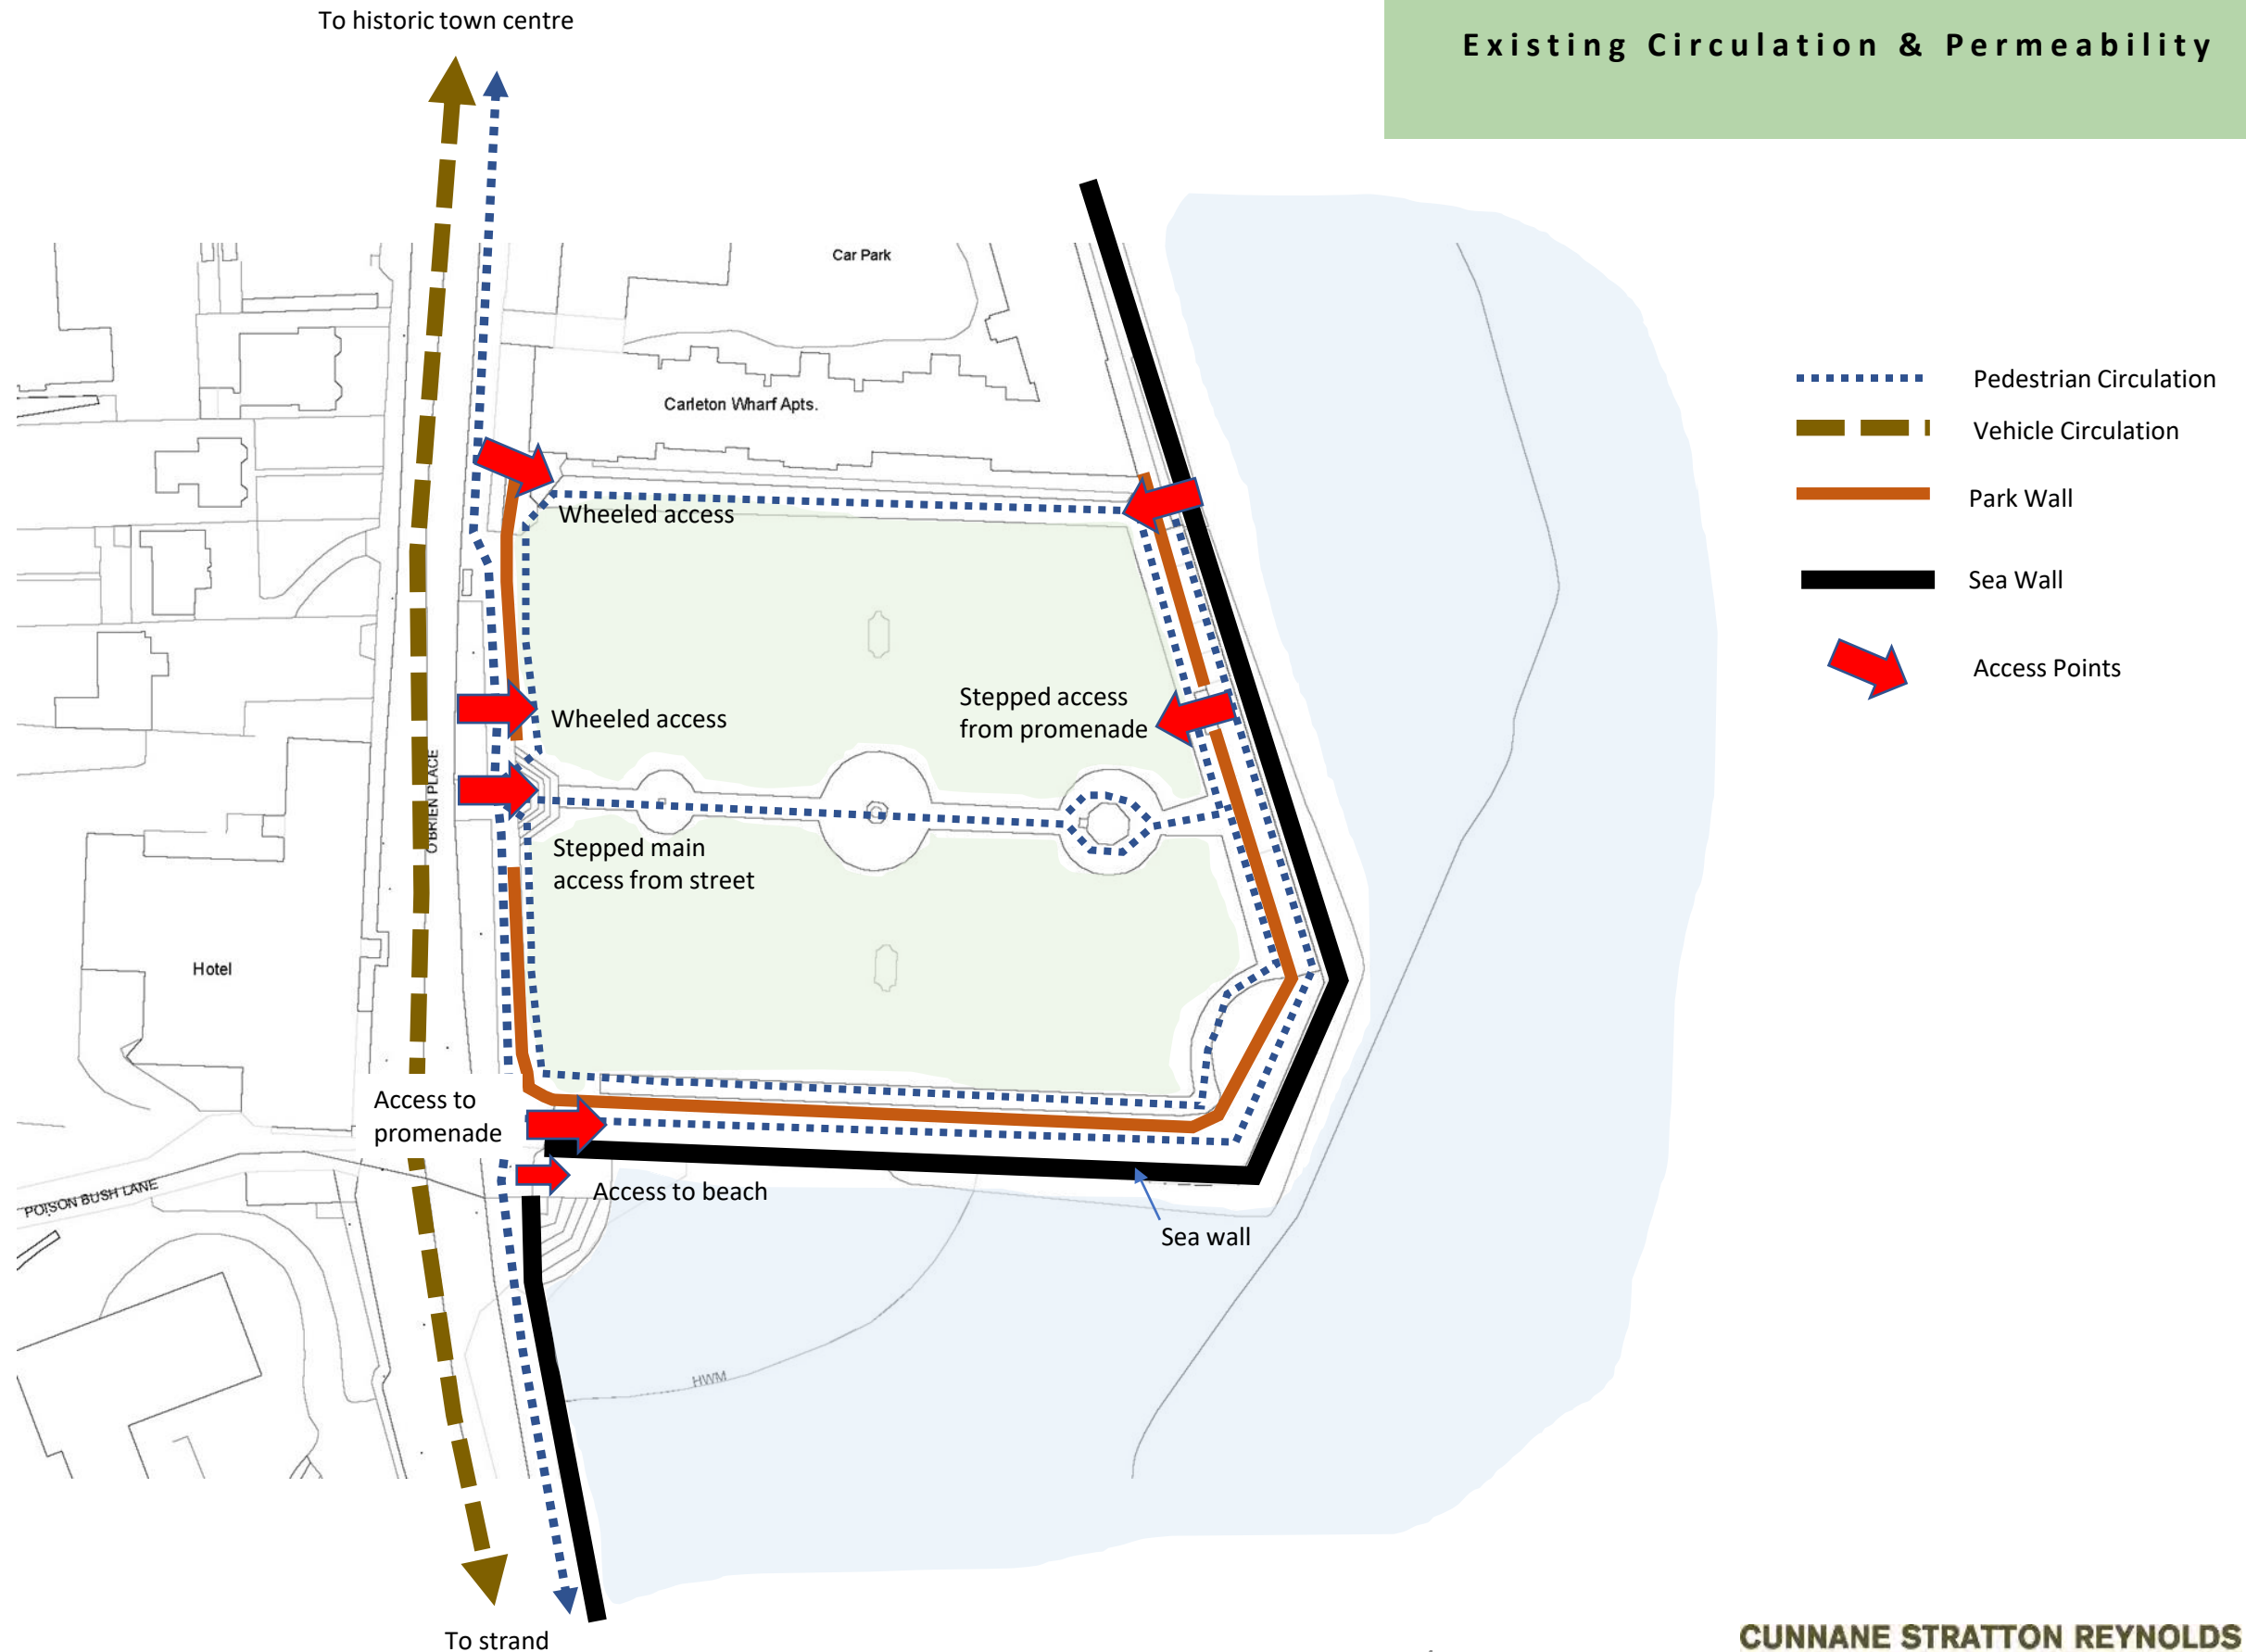 To historic town centre
Existing Circulation & Permeability
Car Park
Carleton Wharf Apts.
Pedestrian Circulation
Vehicle Circulation
Park Wall
Sea Wall
Access Points
Wheeled access
Wheeled access
Stepped access
from promenade
O'BRIEN PLACE
Stepped main
access from street
Hotel
Access to
promenade
Access to beach
POISON BUSH LANE
Sea wall
HWM
To strand
CUNNANE STRATTON REYNOLDS